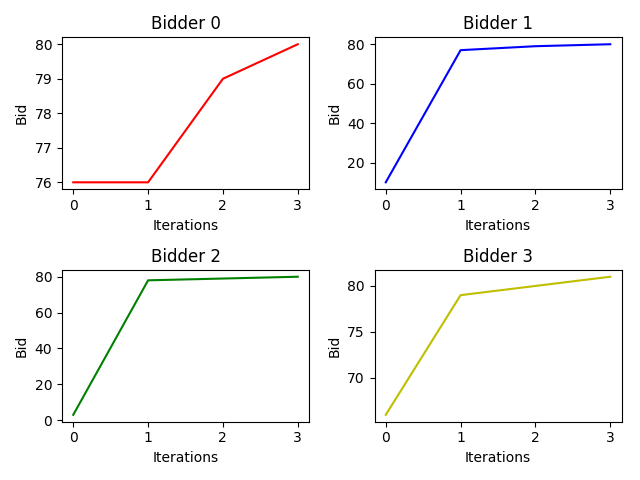 Bidder 0
80
79
78
77
76
Bid
0 1 2 3
Iterations
Bidder 1
80
60
40
20
Bid
0 1 2 3
Iterations
Bidder 2
80
60
40
20
0
Bid
0 1 2 3
Iterations
Bidder 3
80
75
70
Bid
0 1 2 3
Iterations